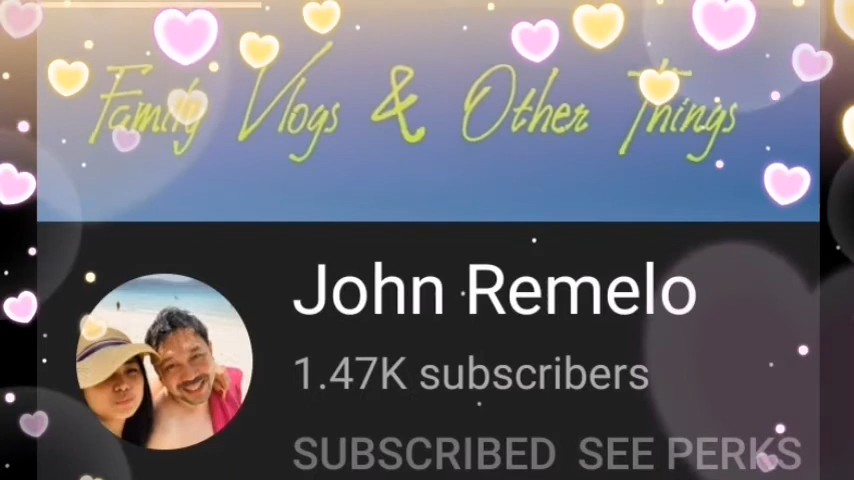 Family Vlogs & Other Things
John Remelo
1.47K subscribers
SUBSCRIBED SEE PERKS